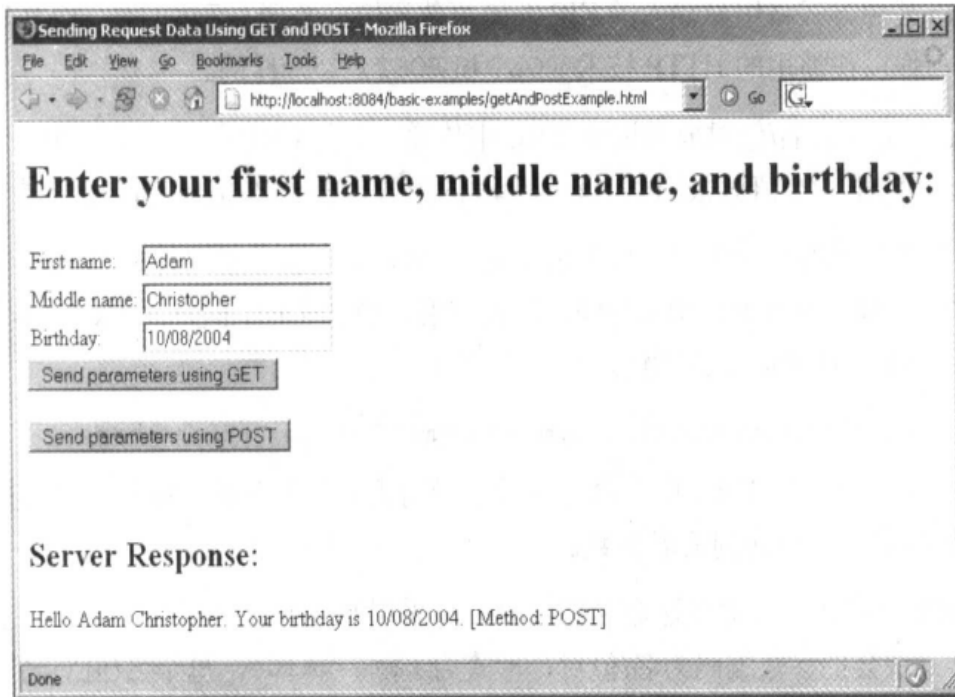 Sending Request Data Using GET and POST - Mozilla Firefox
File Edit View Go Bookmarks Tools Help
http://localhost:8084/basic-examples/getAndPostExample.html Go G
Enter your first name, middle name, and birthday:
First name: Adam
Middle name: Christopher
Birthday: 10/08/2004
Send parameters using GET
Send parameters using POST
Server Response:
Hello Adam Christopher. Your birthday is 10/08/2004. [Method: POST]
Done